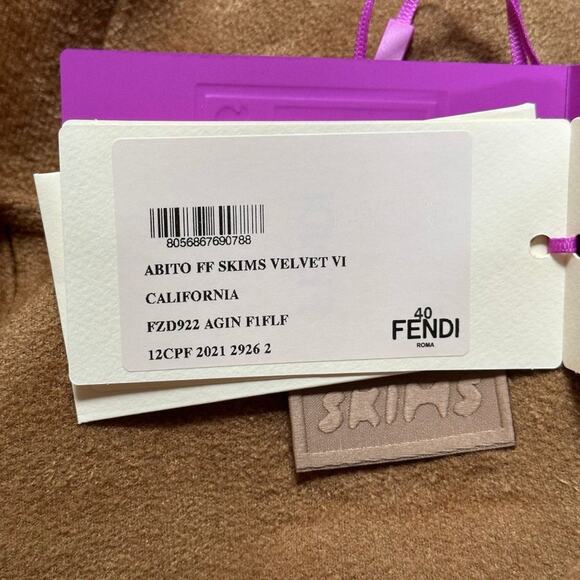 8056867690788
ABITO FF SKIMS VELVET VI
CALIFORNIA
FZD922 AGIN F1FLF
12CPF 2021 2926 2
40
FENDI
ROMA
SKIMS